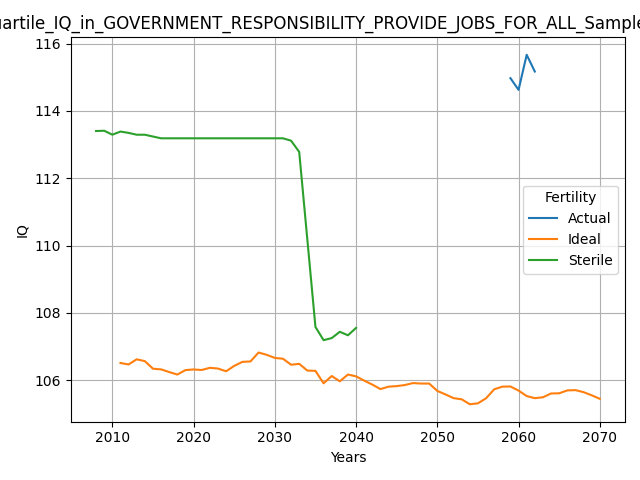 uartile_IQ_in_GOVERNMENT_RESPONSIBILITY_PROVIDE_JOBS_FOR_ALL_Sample
116
114
112
110
108
106
IQ
Fertility
Actual
Ideal
Sterile
2010 2020 2030 2040 2050 2060 2070
Years